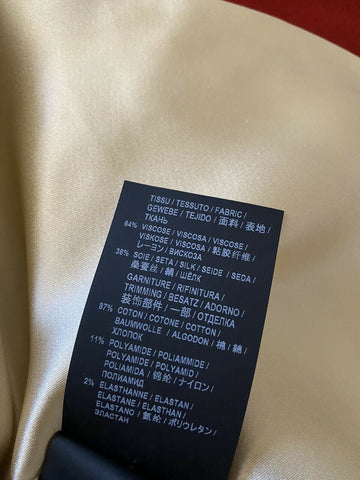 TISSU / TESSUTO / FABRIC /
GEWEBE / TEJIDO / 面料 / 表地 /
ТКАНЬ
64% VISCOSE / VISCOSA / VISCOSE /
VISKOSE / VISCOSA / 粘胶纤维 /
レーヨン / ВИСКОЗА
36% SOIE / SETA / SILK / SEIDE / SEDA /
桑蚕丝 / 絹 / ШЁЛК
GARNITURE / RIFINITURA /
TRIMMING / BESATZ / ADORNO /
装饰部件 / 一部 / ОТДЕЛКА
87% COTON / COTONE / COTTON /
BAUMWOLLE / ALGODON / 棉 / 綿 /
ХЛОПОК
11% POLYAMIDE / POLIAMMIDE /
POLYAMIDE / POLYAMID /
POLIAMIDA / 锦纶 / ナイロン /
ПОЛИАМИД
2% ELASTHANNE / ELASTAN /
ELASTANE / ELASTHAN /
ELASTANO / 氨纶 / ポリウレタン /
ЭЛАСТАН